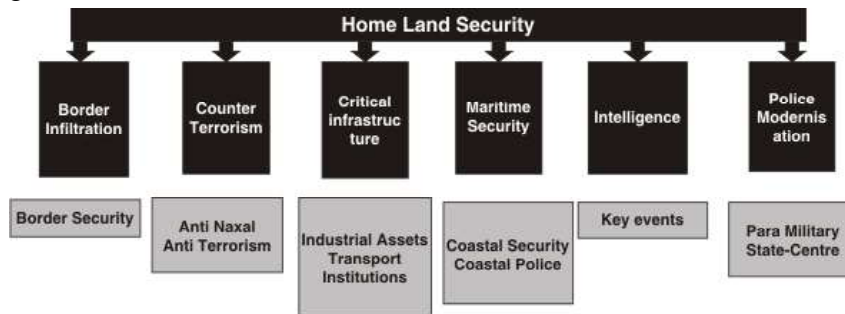 Home Land Security
Border
Infiltration
Counter
Terrorism
Critical
infrastruc
ture
Maritime
Security
Intelligence
Police
Modernis
ation
Border Security
Anti Naxal
Anti Terrorism
Industrial Assets
Transport
Institutions
Coastal Security
Coastal Police
Key events
Para Military
State-Centre